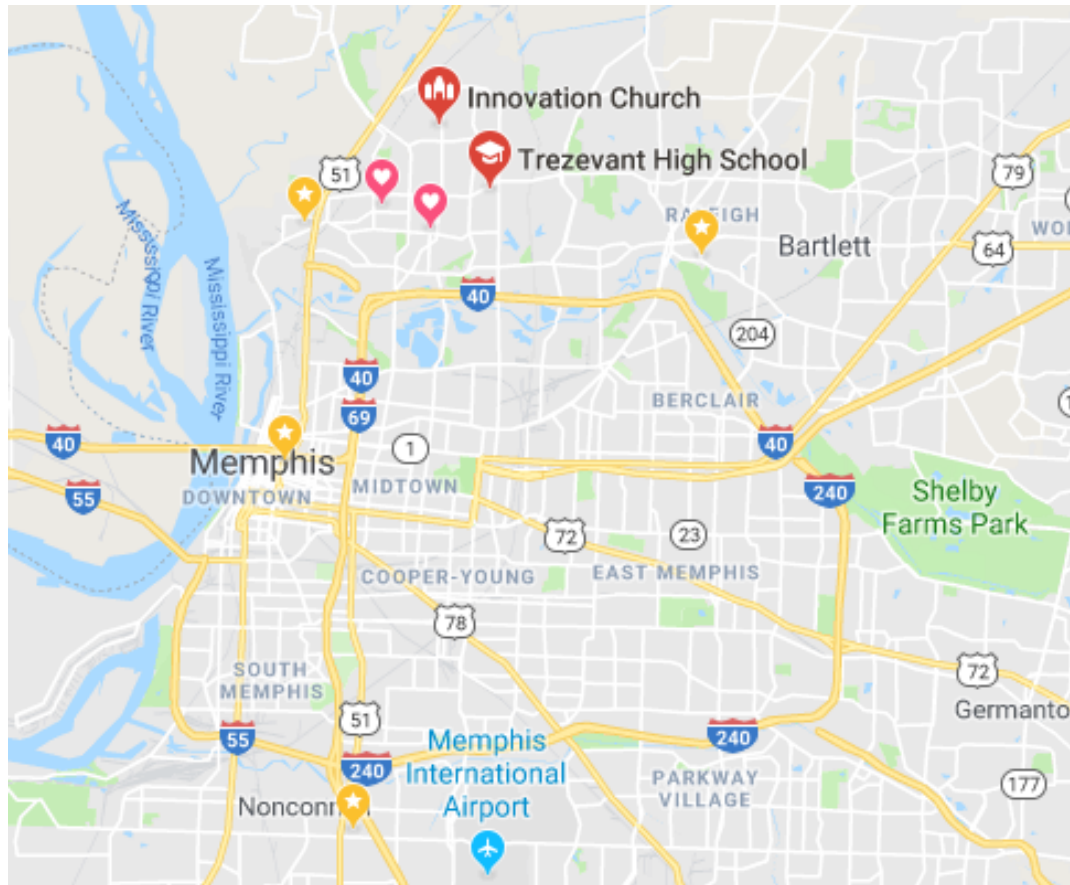 Innovation Church
Trezevant High School
51
79
RALEIGH
Bartlett
64
Mississippi River
Mississippi River
40
204
40
BERCLAIR
69
40
1
40
Memphis
MIDTOWN
DOWNTOWN
55
240
Shelby
Farms Park
72
23
EAST MEMPHIS
COOPER-YOUNG
78
SOUTH
MEMPHIS
72
Germanto
51
55
240
Memphis
International
Airport
240
PARKWAY
VILLAGE
177